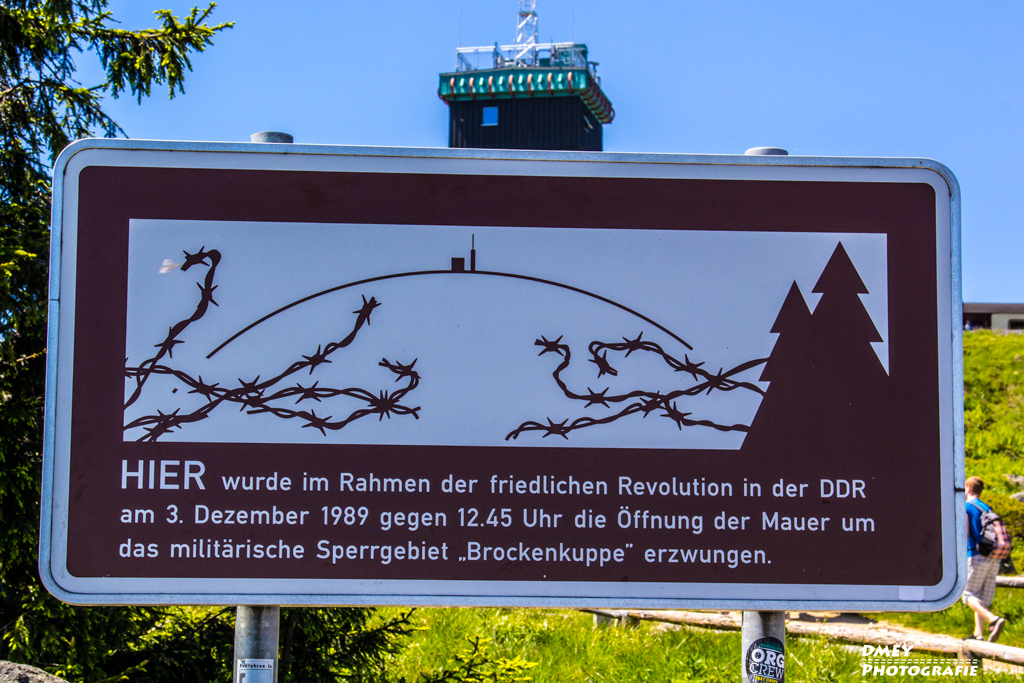 HIER wurde im Rahmen der friedlichen Revolution in der DDR
am 3. Dezember 1989 gegen 12.45 Uhr die Öffnung der Mauer um
das militärische Sperrgebiet „Brockenkuppe” erzwungen.
ORG
CREW
DMEY
PHOTOGRAFIE